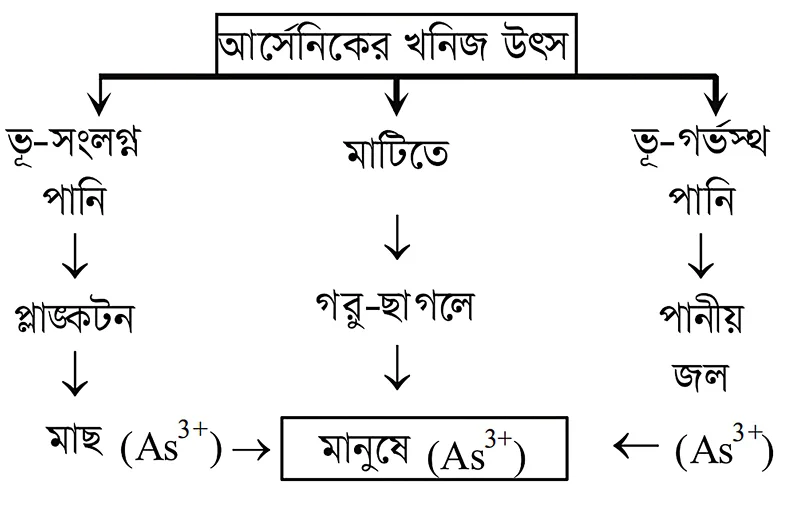 আর্সেনিকের খনিজ উৎস
ভূ-সংলগ্ন পানি
মাটিতে
ভূ-গর্ভস্থ পানি
প্লাঙ্কটন
গরু-ছাগলে
পানীয় জল
মাছ (As³⁺)
মানুষে (As³⁺)
(As³⁺)